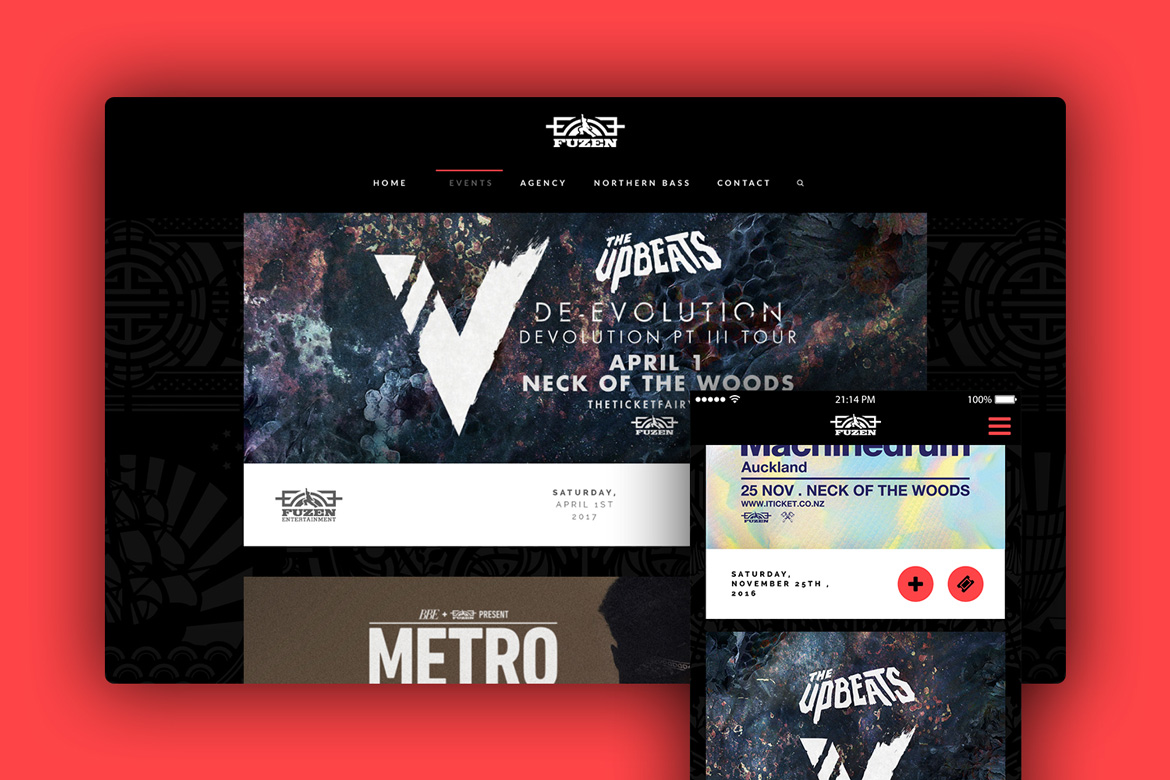 FUZEN
HOME EVENTS AGENCY NORTHERN BASS CONTACT
THE
UPBEATS
DE-EVOLUTION
DEVOLUTION PT III TOUR
APRIL 1
NECK OF THE WOODS
THETICKETFAIRY
FUZEN
FUZEN
ENTERTAINMENT
SATURDAY,
APRIL 1ST
2017
BBE + FUZEN PRESENT
METRO
21:14 PM 100%
FUZEN
Machinedrum
Auckland
25 NOV . NECK OF THE WOODS
WWW.ITICKET.CO.NZ
FUZEN
SATURDAY,
NOVEMBER 25TH ,
2016
THE
UPBEATS